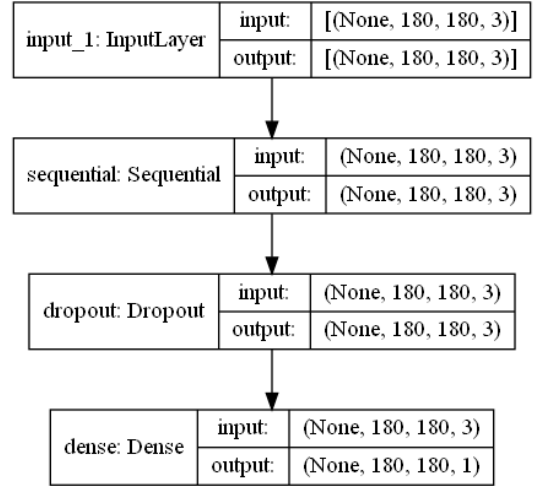 input_1: InputLayer
input: [(None, 180, 180, 3)]
output: [(None, 180, 180, 3)]
sequential: Sequential
input: (None, 180, 180, 3)
output: (None, 180, 180, 3)
dropout: Dropout
input: (None, 180, 180, 3)
output: (None, 180, 180, 3)
dense: Dense
input: (None, 180, 180, 3)
output: (None, 180, 180, 1)